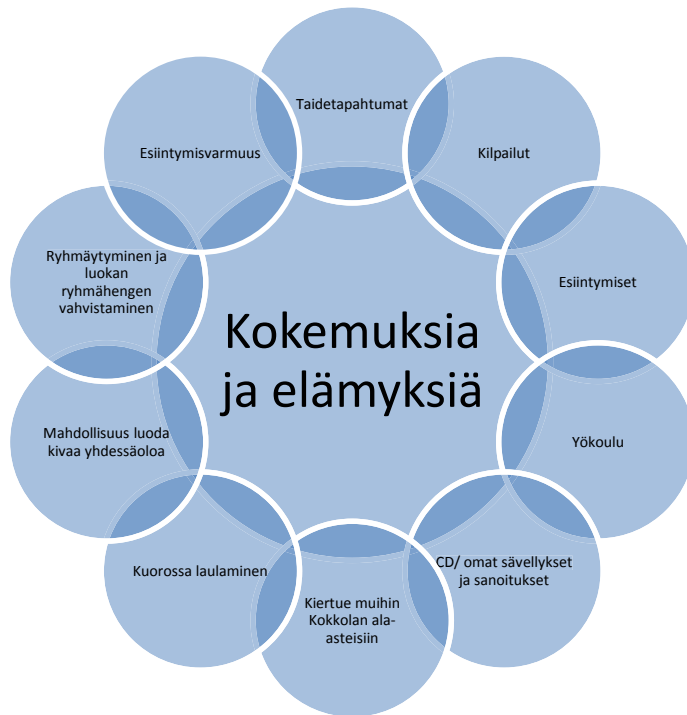 Taidetapahtumat
Kilpailut
Esiintymiset
Yökoulu
CD/ omat sävellykset
ja sanoitukset
Kiertue muihin
Kokkolan ala-
asteisiin
Kuorossa laulaminen
Mahdollisuus luoda
kivaa yhdessäoloa
Ryhmäytyminen ja
luokan
ryhmähengen
vahvistaminen
Esiintymisvarmuus
Kokemuksia
ja elämyksiä